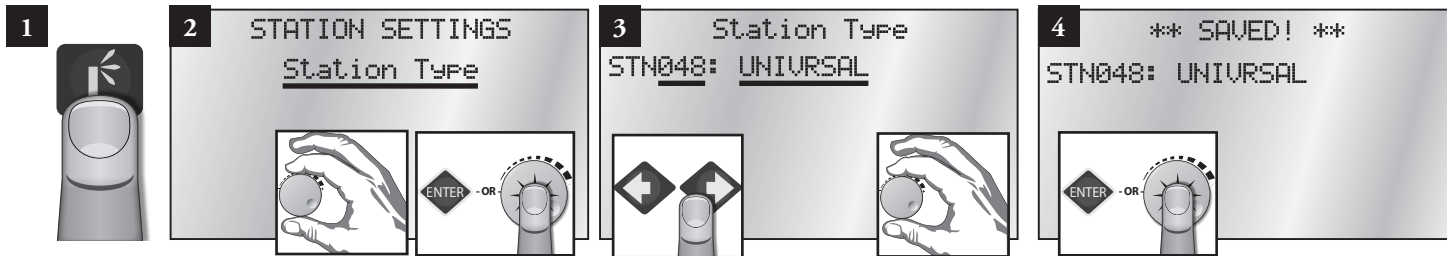 1
2
STATION SETTINGS
Station Type
ENTER
- OR -
3
Station Type
STN048: UNIVRSAL
4
** SAVED! **
STN048: UNIVRSAL
ENTER
- OR -